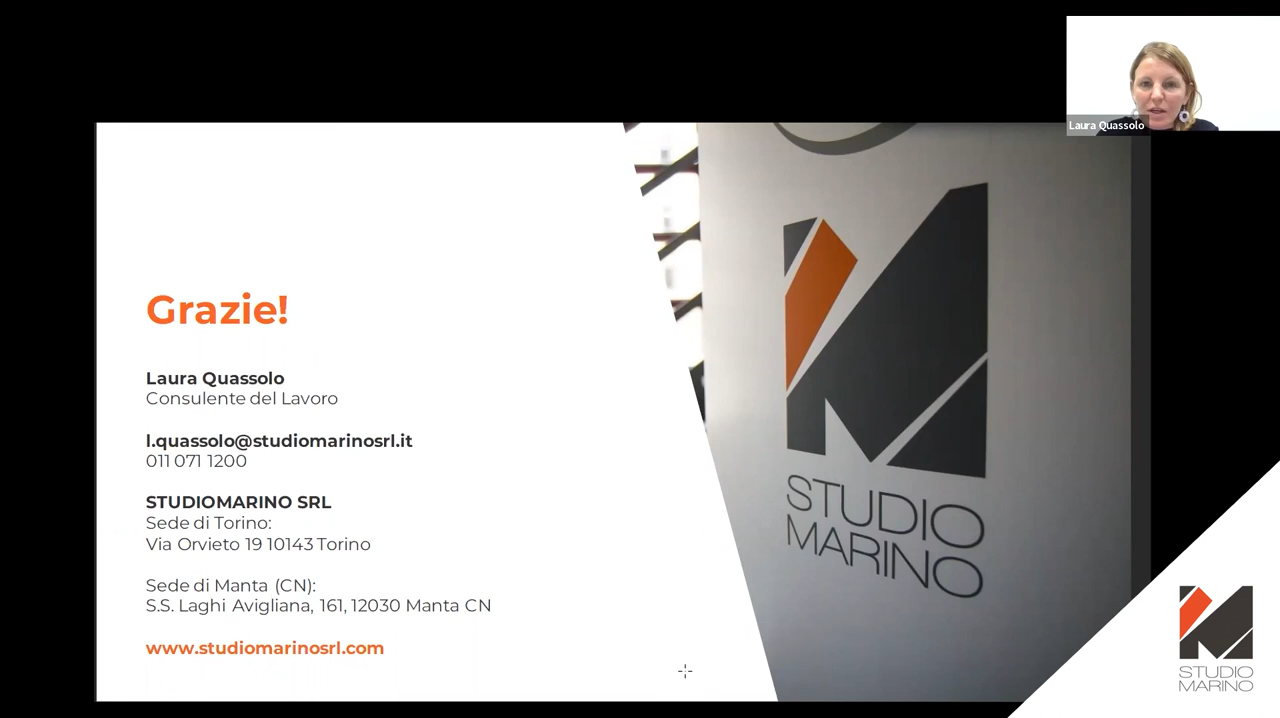 Laura Quassolo
Grazie!
Laura Quassolo
Consulente del Lavoro
l.quassolo@studiomarinosrl.it
011 071 1200
STUDIOMARINO SRL
Sede di Torino:
Via Orvieto 19 10143 Torino
Sede di Manta (CN):
S.S. Laghi Avigliana, 161, 12030 Manta CN
www.studiomarinosrl.com
STUDIO
MARINO
STUDIO
MARINO